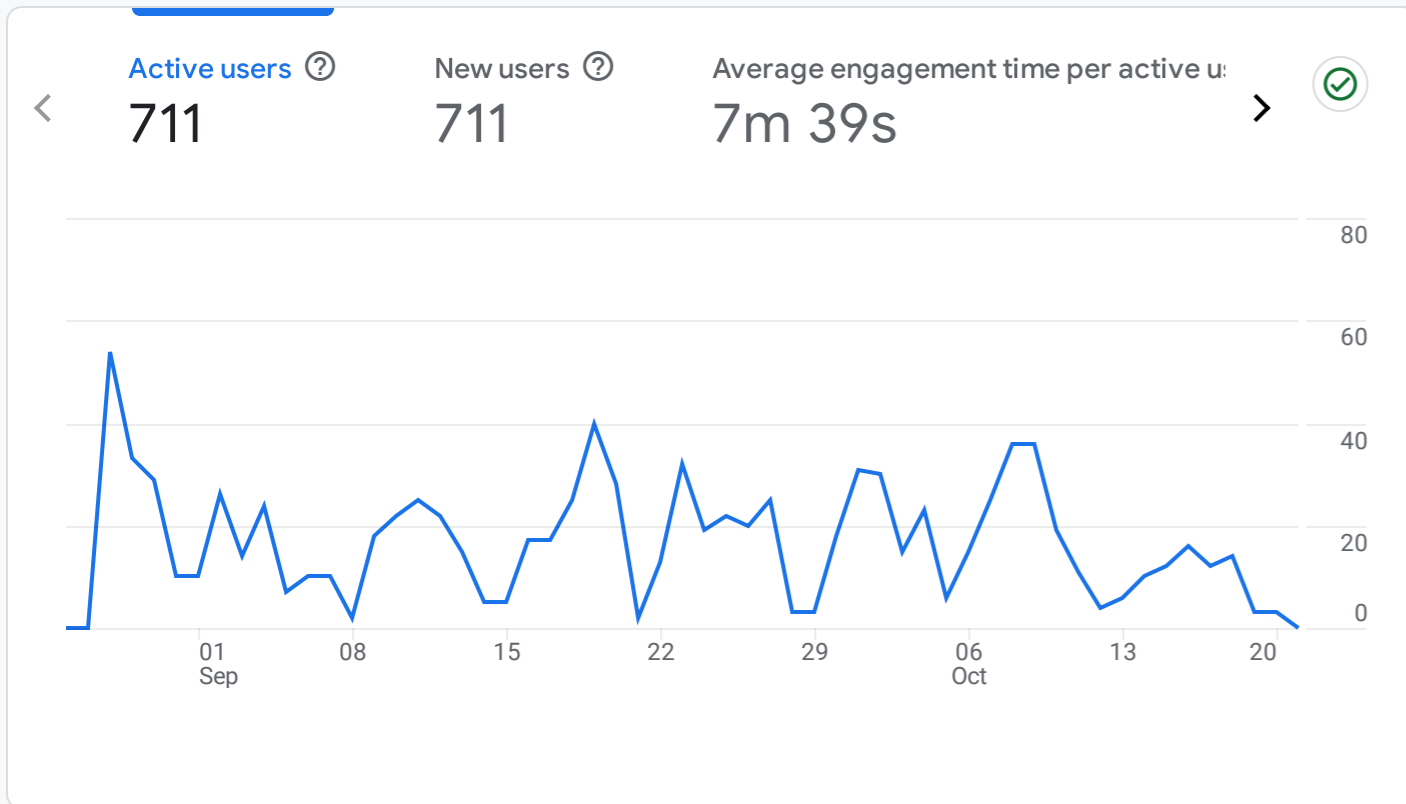 Active users New users Average engagement time per active
711 711 7m 39s
80
60
40
20
0
01 08 15 22 29 06 13 20
Sep Oct